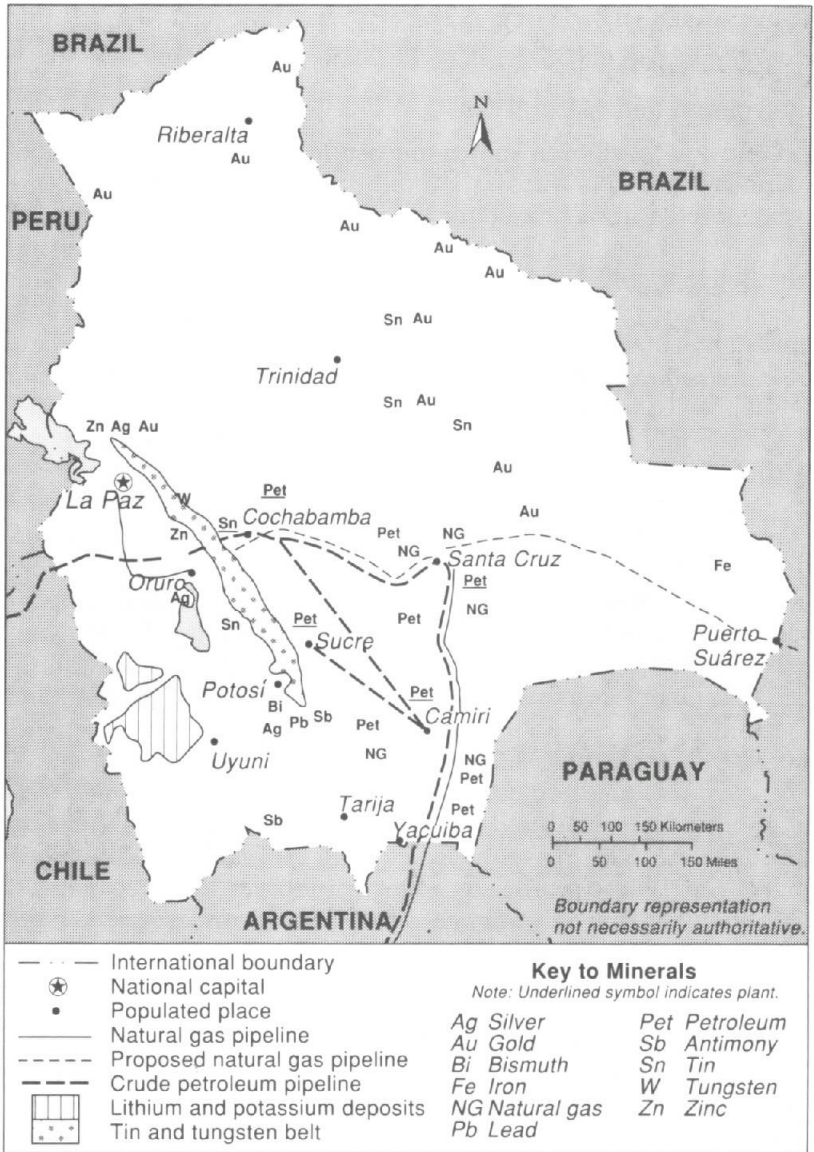 BRAZIL
Au
N
Riberalta
Au
BRAZIL
Au
PERU
Au
Au
Au
Sn Au
Trinidad
Sn Au
Zn Ag Au
Sn
Au
La Paz
W
Pet
Au
Sn
Cochabamba
Zn
Pet
NG
NG
Santa Cruz
Fe
Oruro
Pet
Ag
NG
Sn
Pet
Pet
Sucre
Puerto
Suárez
Potosí
Pet
Bi
Camiri
Ag
Pb
Sb
Pet
NG
Uyuni
NG
Pet
PARAGUAY
Tarija
Pet
Sb
Yacuiba
0 50 100 150 Kilometers
0 50 100 150 Miles
CHILE
ARGENTINA
Boundary representation
not necessarily authoritative.
International boundary
National capital
Populated place
Natural gas pipeline
Proposed natural gas pipeline
Crude petroleum pipeline
Lithium and potassium deposits
Tin and tungsten belt
Key to Minerals
Note: Underlined symbol indicates plant.
Ag Silver
Au Gold
Bi Bismuth
Fe Iron
NG Natural gas
Pb Lead
Pet Petroleum
Sb Antimony
Sn Tin
W Tungsten
Zn Zinc